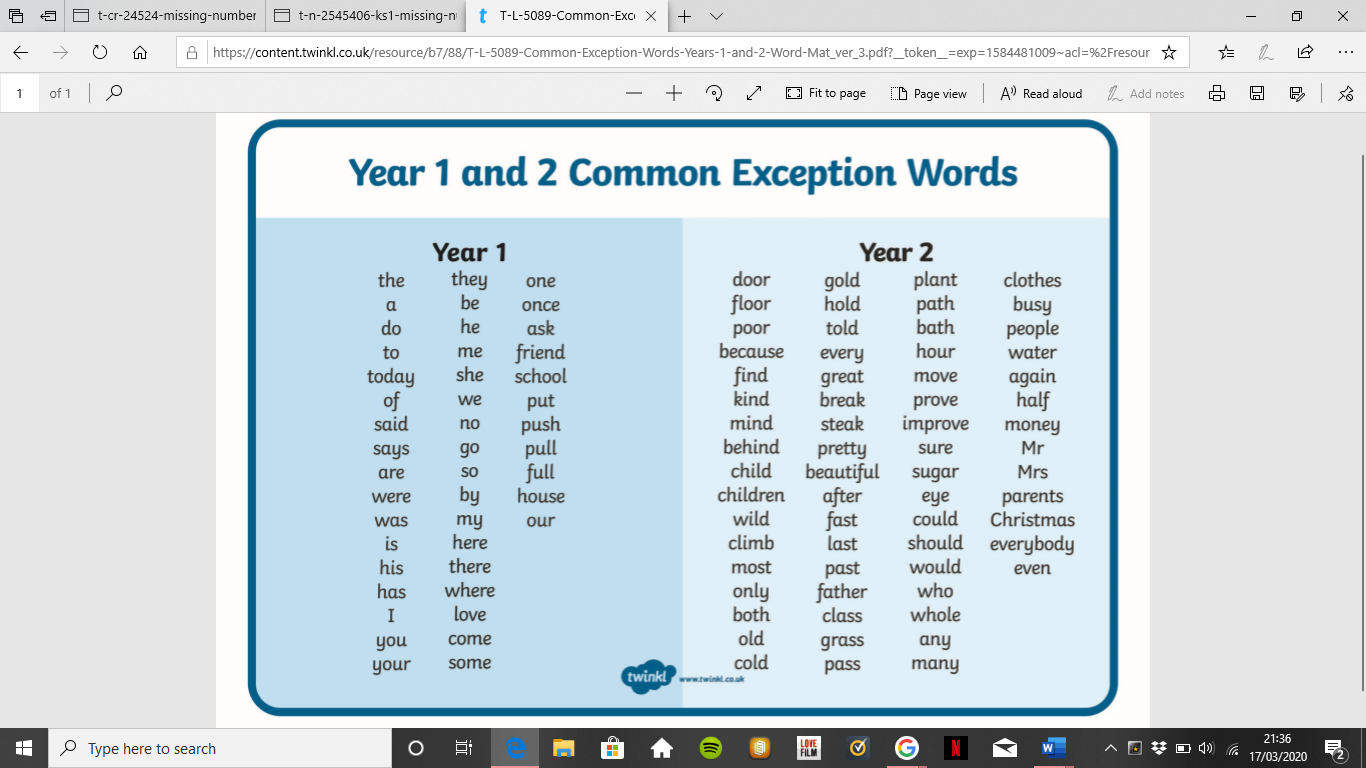 t-cr-24524-missing-number
t-n-2545406-ks1-missing-nu
T-L-5089-Common-Exc
https://content.twinkl.co.uk/resource/b7/88/T-L-5089-Common-Exception-Words-Years-1-and-2-Word-Mat_ver_3.pdf?__token__=exp=1584481009~acl=%2Fresour
1 of 1
Fit to page
Page view
Read aloud
Add notes
Year 1 and 2 Common Exception Words
Year 1
the they one
a be once
do he ask
to me friend
today she school
of we put
said no push
says go pull
are so full
were by house
was my our
is here
his there
has where
I love
you come
your some
Year 2
door gold plant clothes
floor hold path busy
poor told bath people
because every hour water
find great move again
kind break prove half
mind steak improve money
behind pretty sure Mr
child beautiful sugar Mrs
children after eye parents
wild fast could Christmas
climb last should everybody
most past would even
only father who
both class whole
old grass any
cold pass many
twinkl www.twinkl.co.uk
Type here to search
LOVE
FILM
21:36
17/03/2020
2